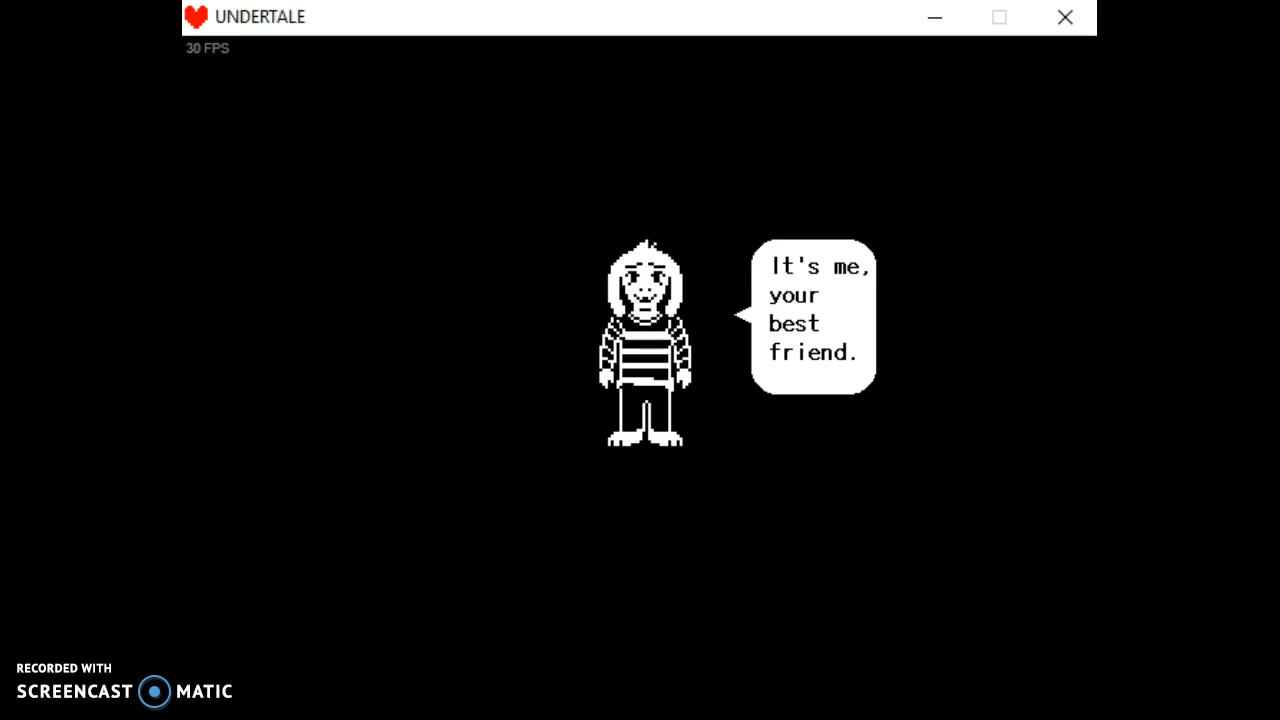 UNDERTALE
30 FPS
It's me,
your
best
friend.
RECORDED WITH
SCREENCAST MATIC